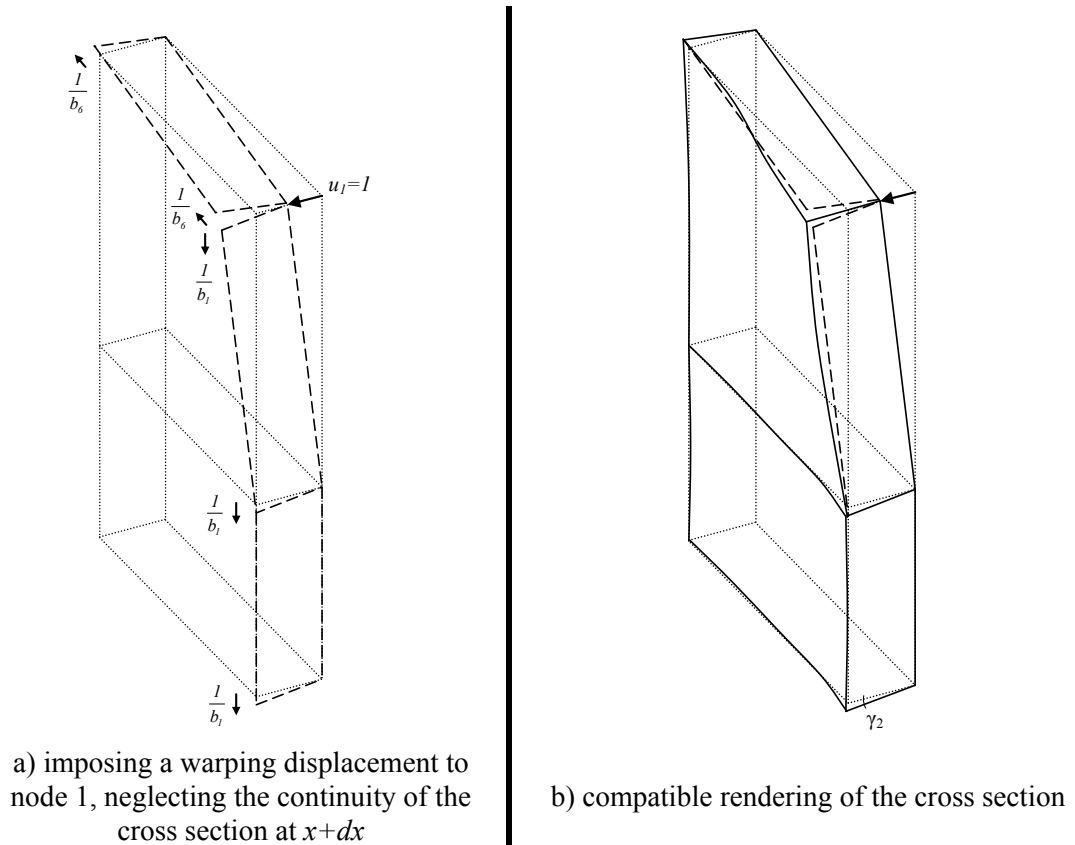 1/b₆
u₁=1
1/b₆
1/b₁
1/b₁
1/b₁
γ₂
a) imposing a warping displacement to
node 1, neglecting the continuity of the
cross section at x+dx
b) compatible rendering of the cross section